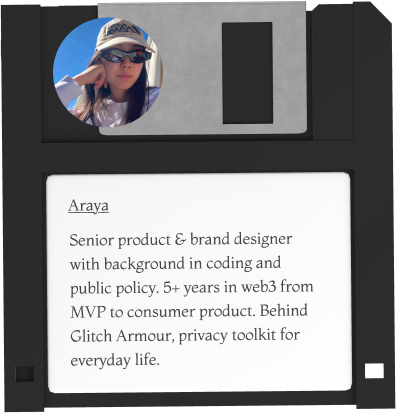 Araya
Senior product & brand designer
with background in coding and
public policy. 5+ years in web3 from
MVP to consumer product. Behind
Glitch Armour, privacy toolkit for
everyday life.